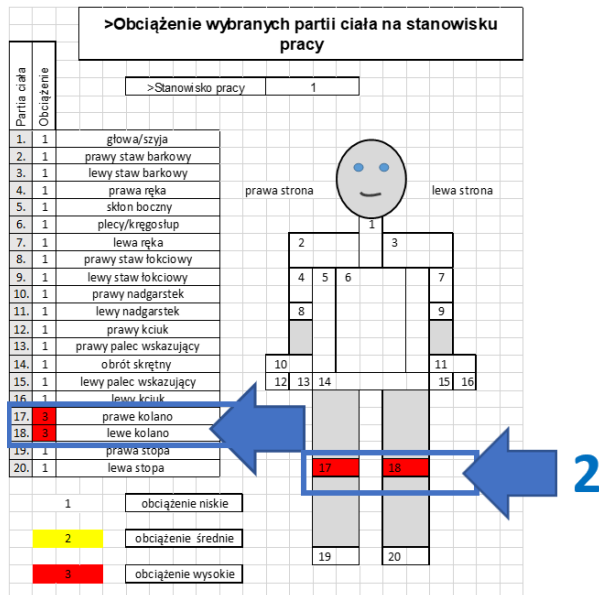 >Obciążenie wybranych partii ciała na stanowisku
pracy
Partia ciała
Obciążenie
>Stanowisko pracy 1
1. 1 głowa/szyja
2. 1 prawy staw barkowy
3. 1 lewy staw barkowy
4. 1 prawa ręka
5. 1 skłon boczny
6. 1 plecy/kręgosłup
7. 1 lewa ręka
8. 1 prawy staw łokciowy
9. 1 lewy staw łokciowy
10. 1 prawy nadgarstek
11. 1 lewy nadgarstek
12. 1 prawy kciuk
13. 1 prawy palec wskazujący
14. 1 obrót skrętny
15. 1 lewy palec wskazujący
16. 1 lewy kciuk
17. 3 prawe kolano
18. 3 lewe kolano
19. 1 prawa stopa
20. 1 lewa stopa
prawa strona lewa strona
1
2 3
4 5 6 7
8 9
10 11
12 13 14 15 16
17 18
2
19 20
1 obciążenie niskie
2 obciążenie średnie
3 obciążenie wysokie